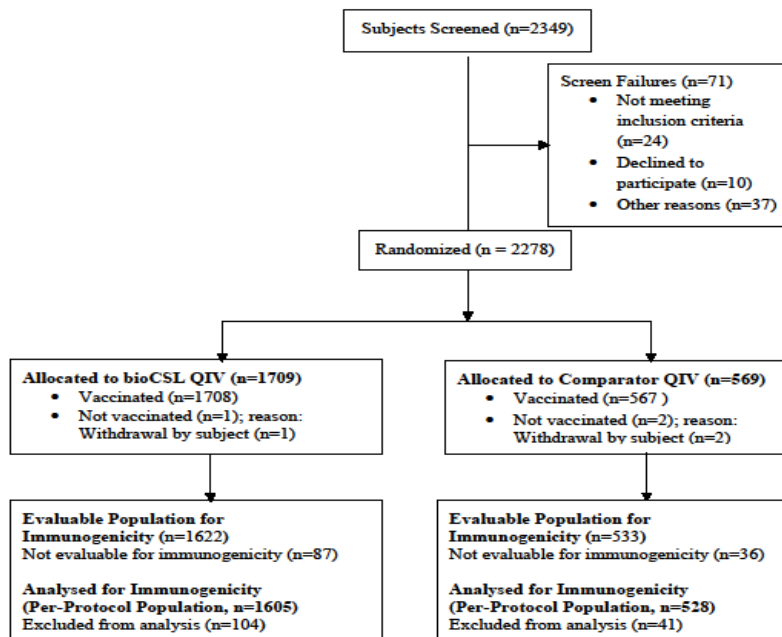 Subjects Screened (n=2349)
Screen Failures (n=71)
• Not meeting
inclusion criteria
(n=24)
• Declined to
participate (n=10)
• Other reasons (n=37)
Randomized (n = 2278)
Allocated to bioCSL QIV (n=1709)
• Vaccinated (n=1708)
• Not vaccinated (n=1); reason:
Withdrawal by subject (n=1)
Allocated to Comparator QIV (n=569)
• Vaccinated (n=567 )
• Not vaccinated (n=2); reason:
Withdrawal by subject (n=2)
Evaluable Population for
Immunogenicity (n=1622)
Not evaluable for immunogenicity (n=87)
Analysed for Immunogenicity
(Per-Protocol Population, n=1605)
Excluded from analysis (n=104)
Evaluable Population for
Immunogenicity (n=533)
Not evaluable for immunogenicity (n=36)
Analysed for Immunogenicity
(Per-Protocol Population, n=528)
Excluded from analysis (n=41)